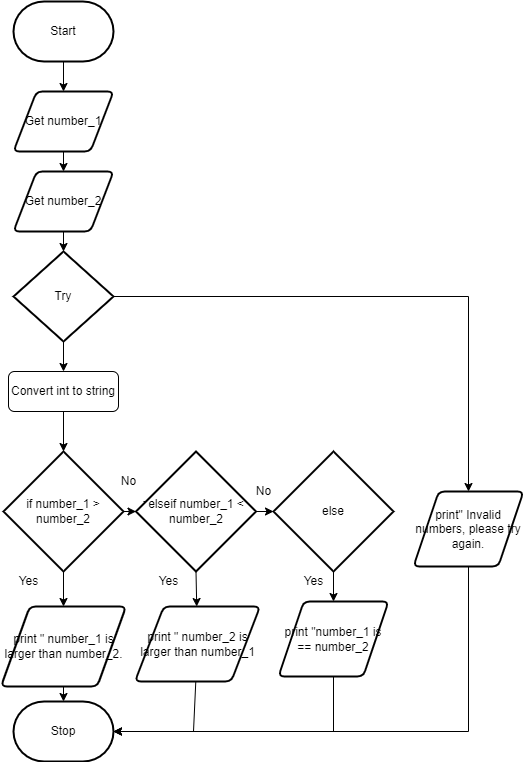 Start
Get number_1
Get number_2
Try
Convert int to string
No
No
if number_1 >
number_2
elseif number_1 <
number_2
else
print" Invalid
numbers, please try
again.
Yes
Yes
Yes
print " number_1 is
larger than number_2.
print " number_2 is
larger than number_1
print "number_1 is
== number_2
Stop